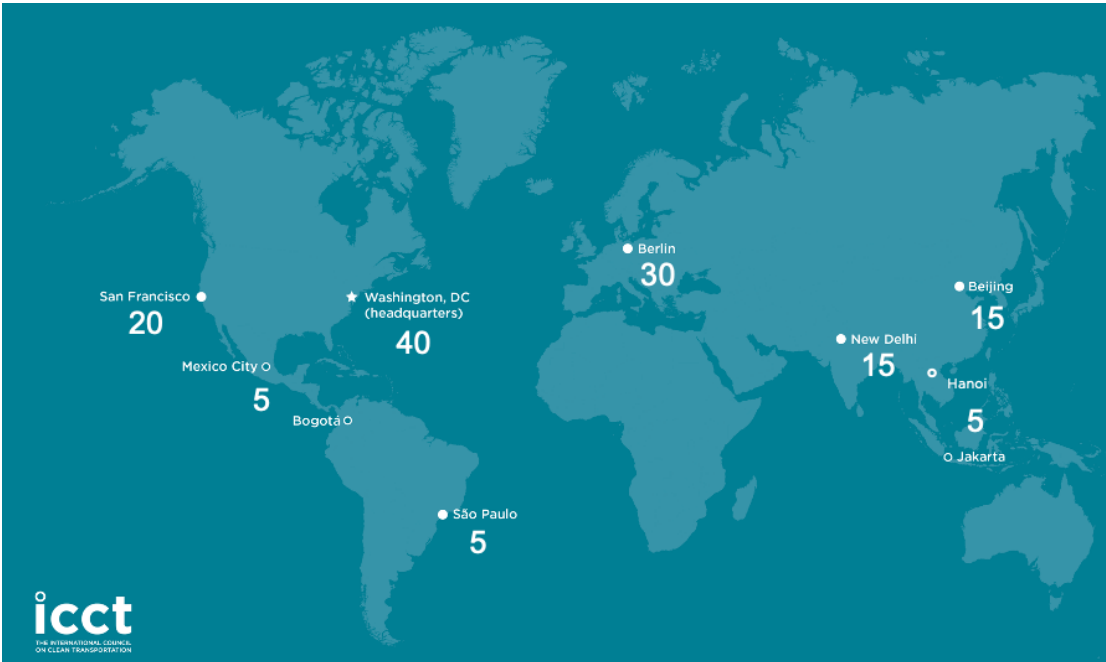 Berlin
30
Beijing
15
San Francisco
20
Washington, DC
(headquarters)
40
New Delhi
15
Mexico City
5
Hanoi
5
Bogotá
Jakarta
São Paulo
5
icct
THE INTERNATIONAL COUNCIL
ON CLEAN TRANSPORTATION